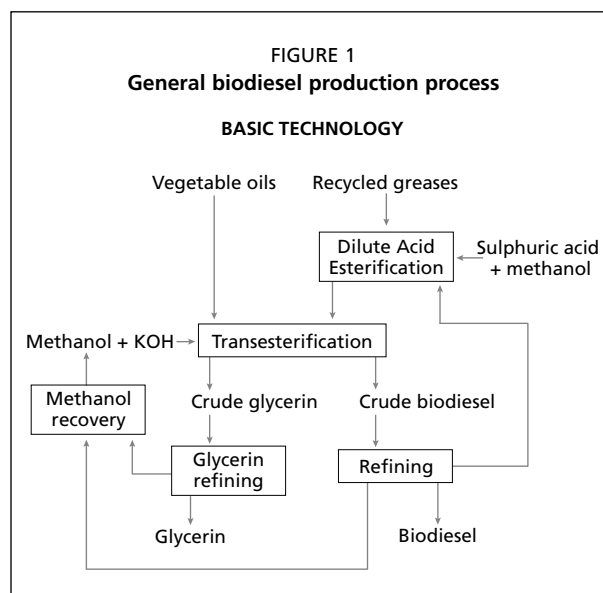 FIGURE 1
General biodiesel production process
BASIC TECHNOLOGY
Vegetable oils
Recycled greases
Dilute Acid
Esterification
Sulphuric acid
+ methanol
Methanol + KOH
Transesterification
Methanol
recovery
Crude glycerin
Crude biodiesel
Glycerin
refining
Refining
Glycerin
Biodiesel